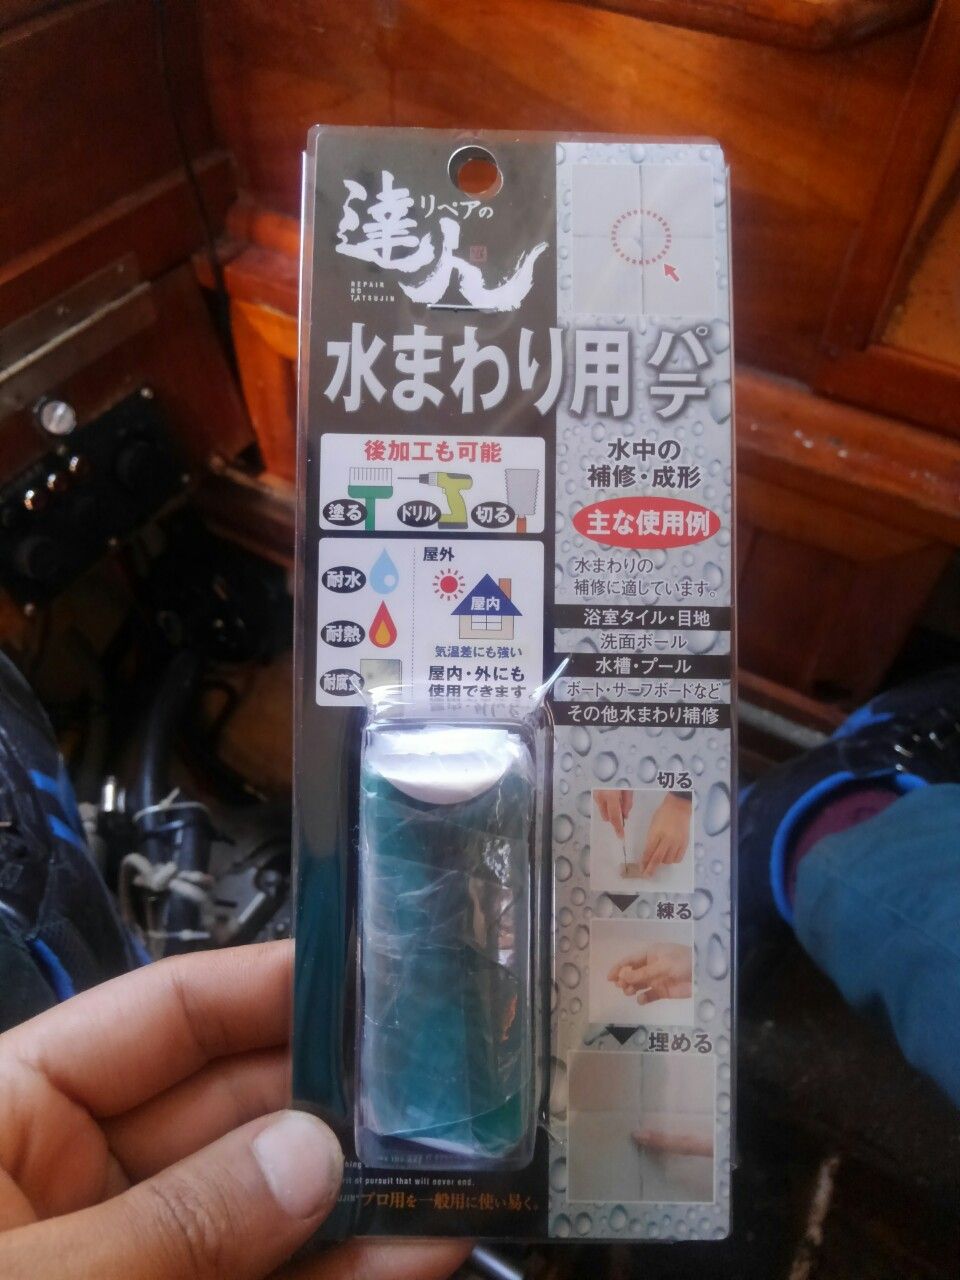 リペアの
達人
REPAIR
NO
TATSUJIN
水まわり用パテ
後加工も可能
塗る
ドリル
切る
耐水
耐熱
耐腐食
屋外
屋内
気温差にも強い
屋内・外にも
使用できます。
水中の
補修・成形
主な使用例
水まわりの
補修に適しています。
浴室タイル・目地
洗面ボール
水槽・プール
ボート・サーフボードなど
その他水まわり補修
切る
練る
埋める
of pursuit that will never end.
プロ用を一般用に使い易く。